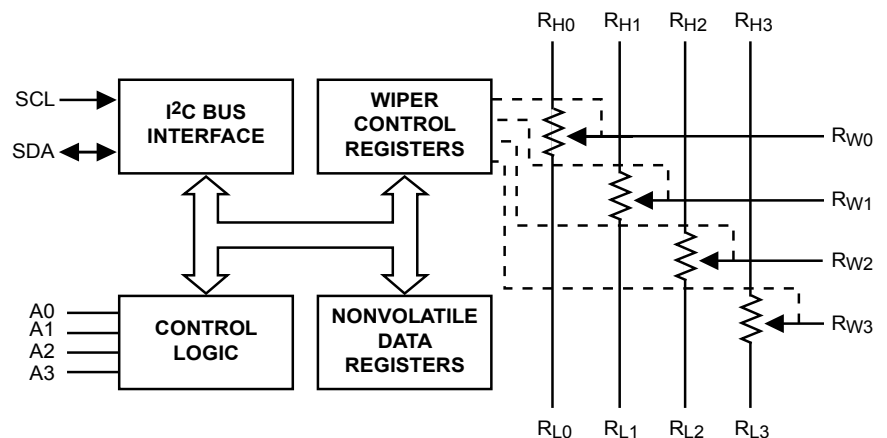 RH0 RH1 RH2 RH3
SCL
SDA
I2C BUS
INTERFACE
WIPER
CONTROL
REGISTERS
RW0
RW1
RW2
RW3
A0
A1
A2
A3
CONTROL
LOGIC
NONVOLATILE
DATA
REGISTERS
RL0 RL1 RL2 RL3